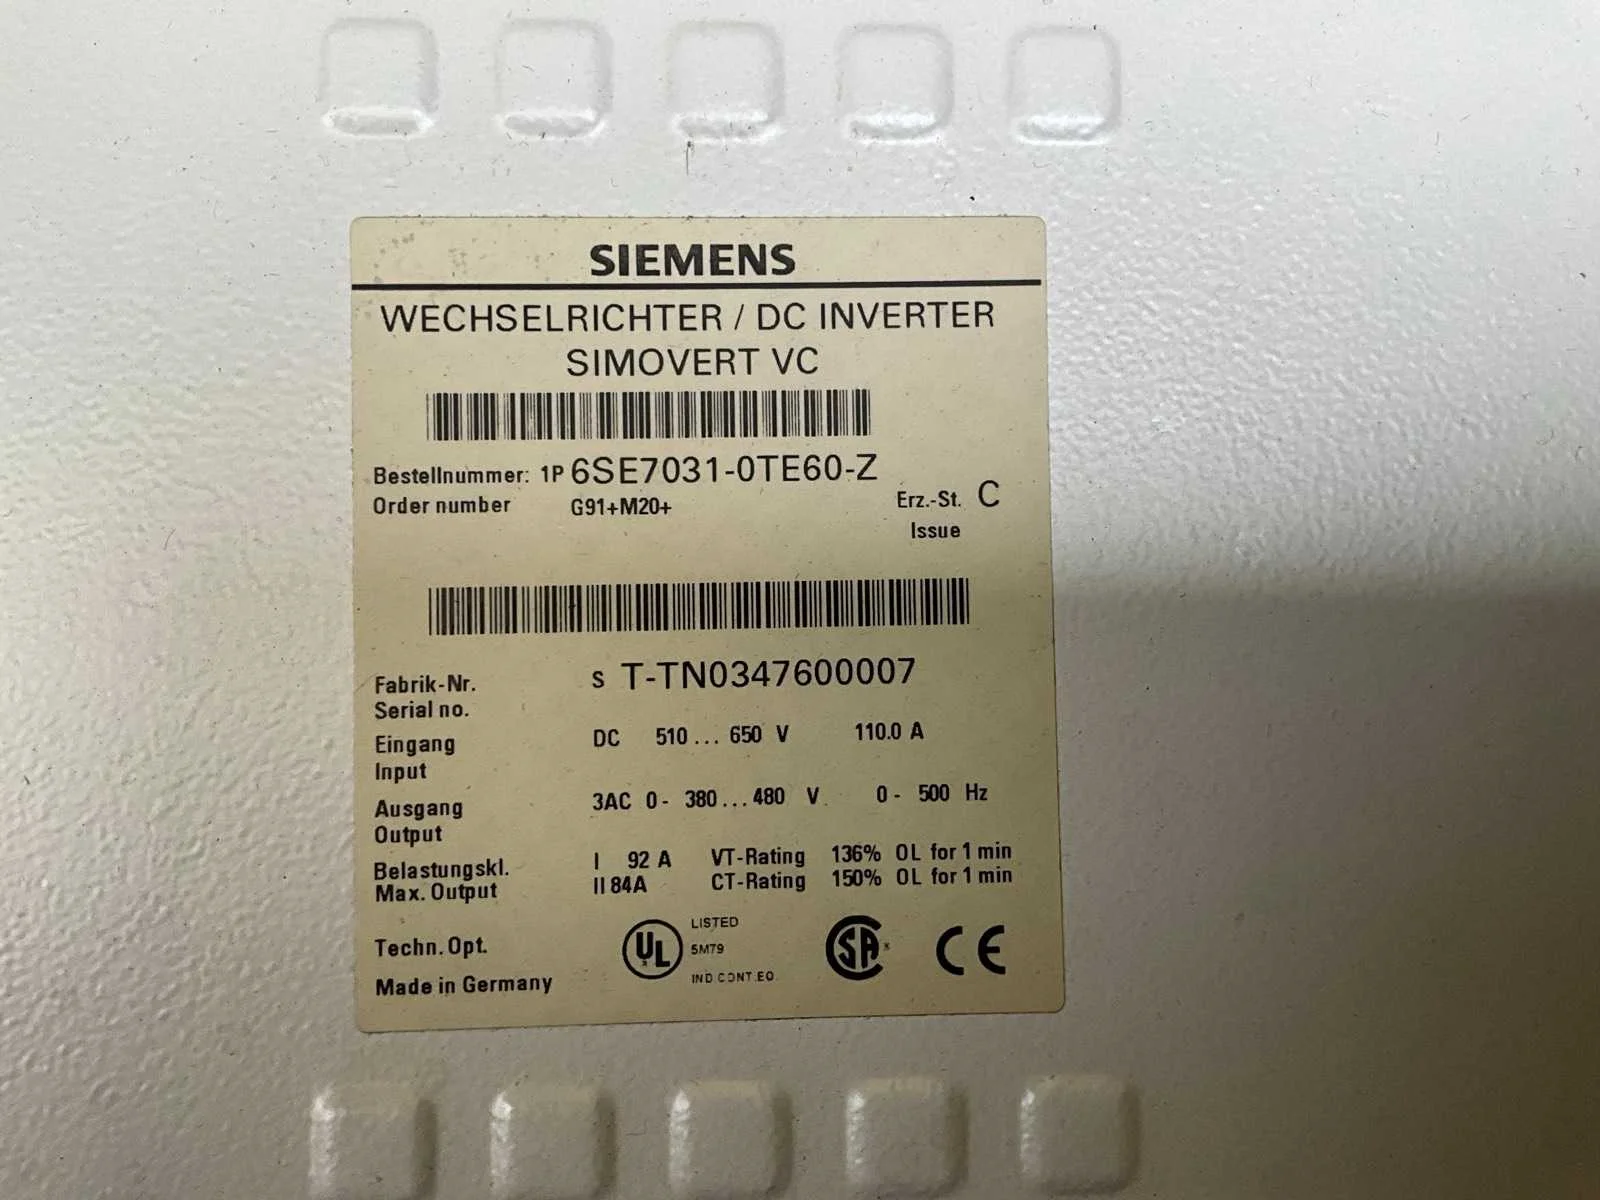 SIEMENS
WECHSELRICHTER / DC INVERTER
SIMOVERT VC
Bestellnummer: 1P 6SE7031-0TE60-Z
Order number G91+M20+ Erz.-St. C
Issue
Fabrik-Nr. S T-TN0347600007
Serial no.
Eingang DC 510 ... 650 V 110.0 A
Input
Ausgang 3AC 0- 380...480 V 0- 500 Hz
Output
Belastungskl. I 92 A VT-Rating 136% OL for 1 min
Max. Output II 84A CT-Rating 150% OL for 1 min
Techn. Opt. UL LISTED
5M79
IND CONT.EQ.
SA CE
Made in Germany